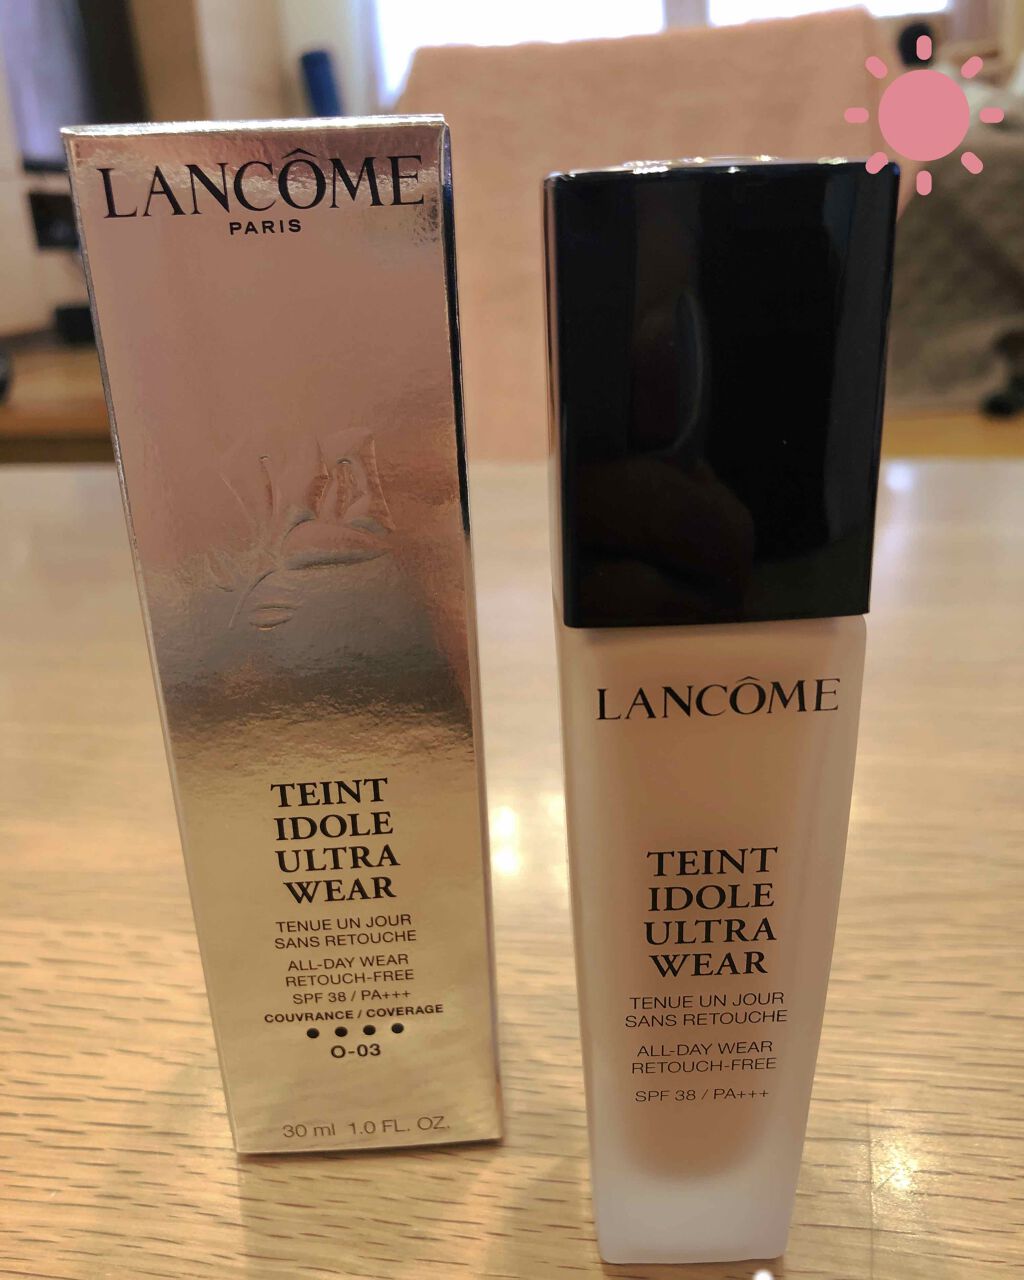 LANCÔME
PARIS
TEINT
IDOLE
ULTRA
WEAR
TENUE UN JOUR
SANS RETOUCHE
ALL-DAY WEAR
RETOUCH-FREE
SPF 38 / PA+++
COUVRANCE / COVERAGE
O-03
30 ml 1.0 FL. OZ.
LANCÔME
TEINT
IDOLE
ULTRA
WEAR
TENUE UN JOUR
SANS RETOUCHE
ALL-DAY WEAR
RETOUCH-FREE
SPF 38 / PA+++